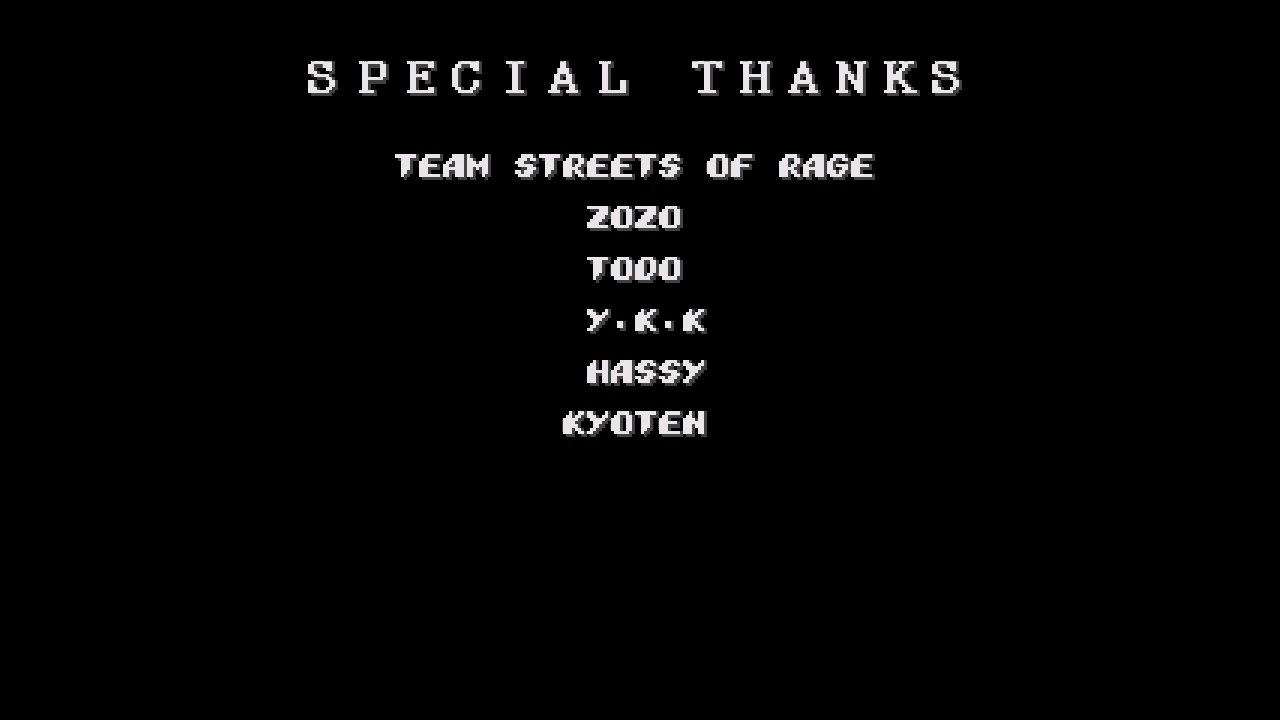 SPECIAL THANKS
TEAM STREETS OF RAGE
ZOZO
TODO
Y.K.K
HASSY
KYOTEN